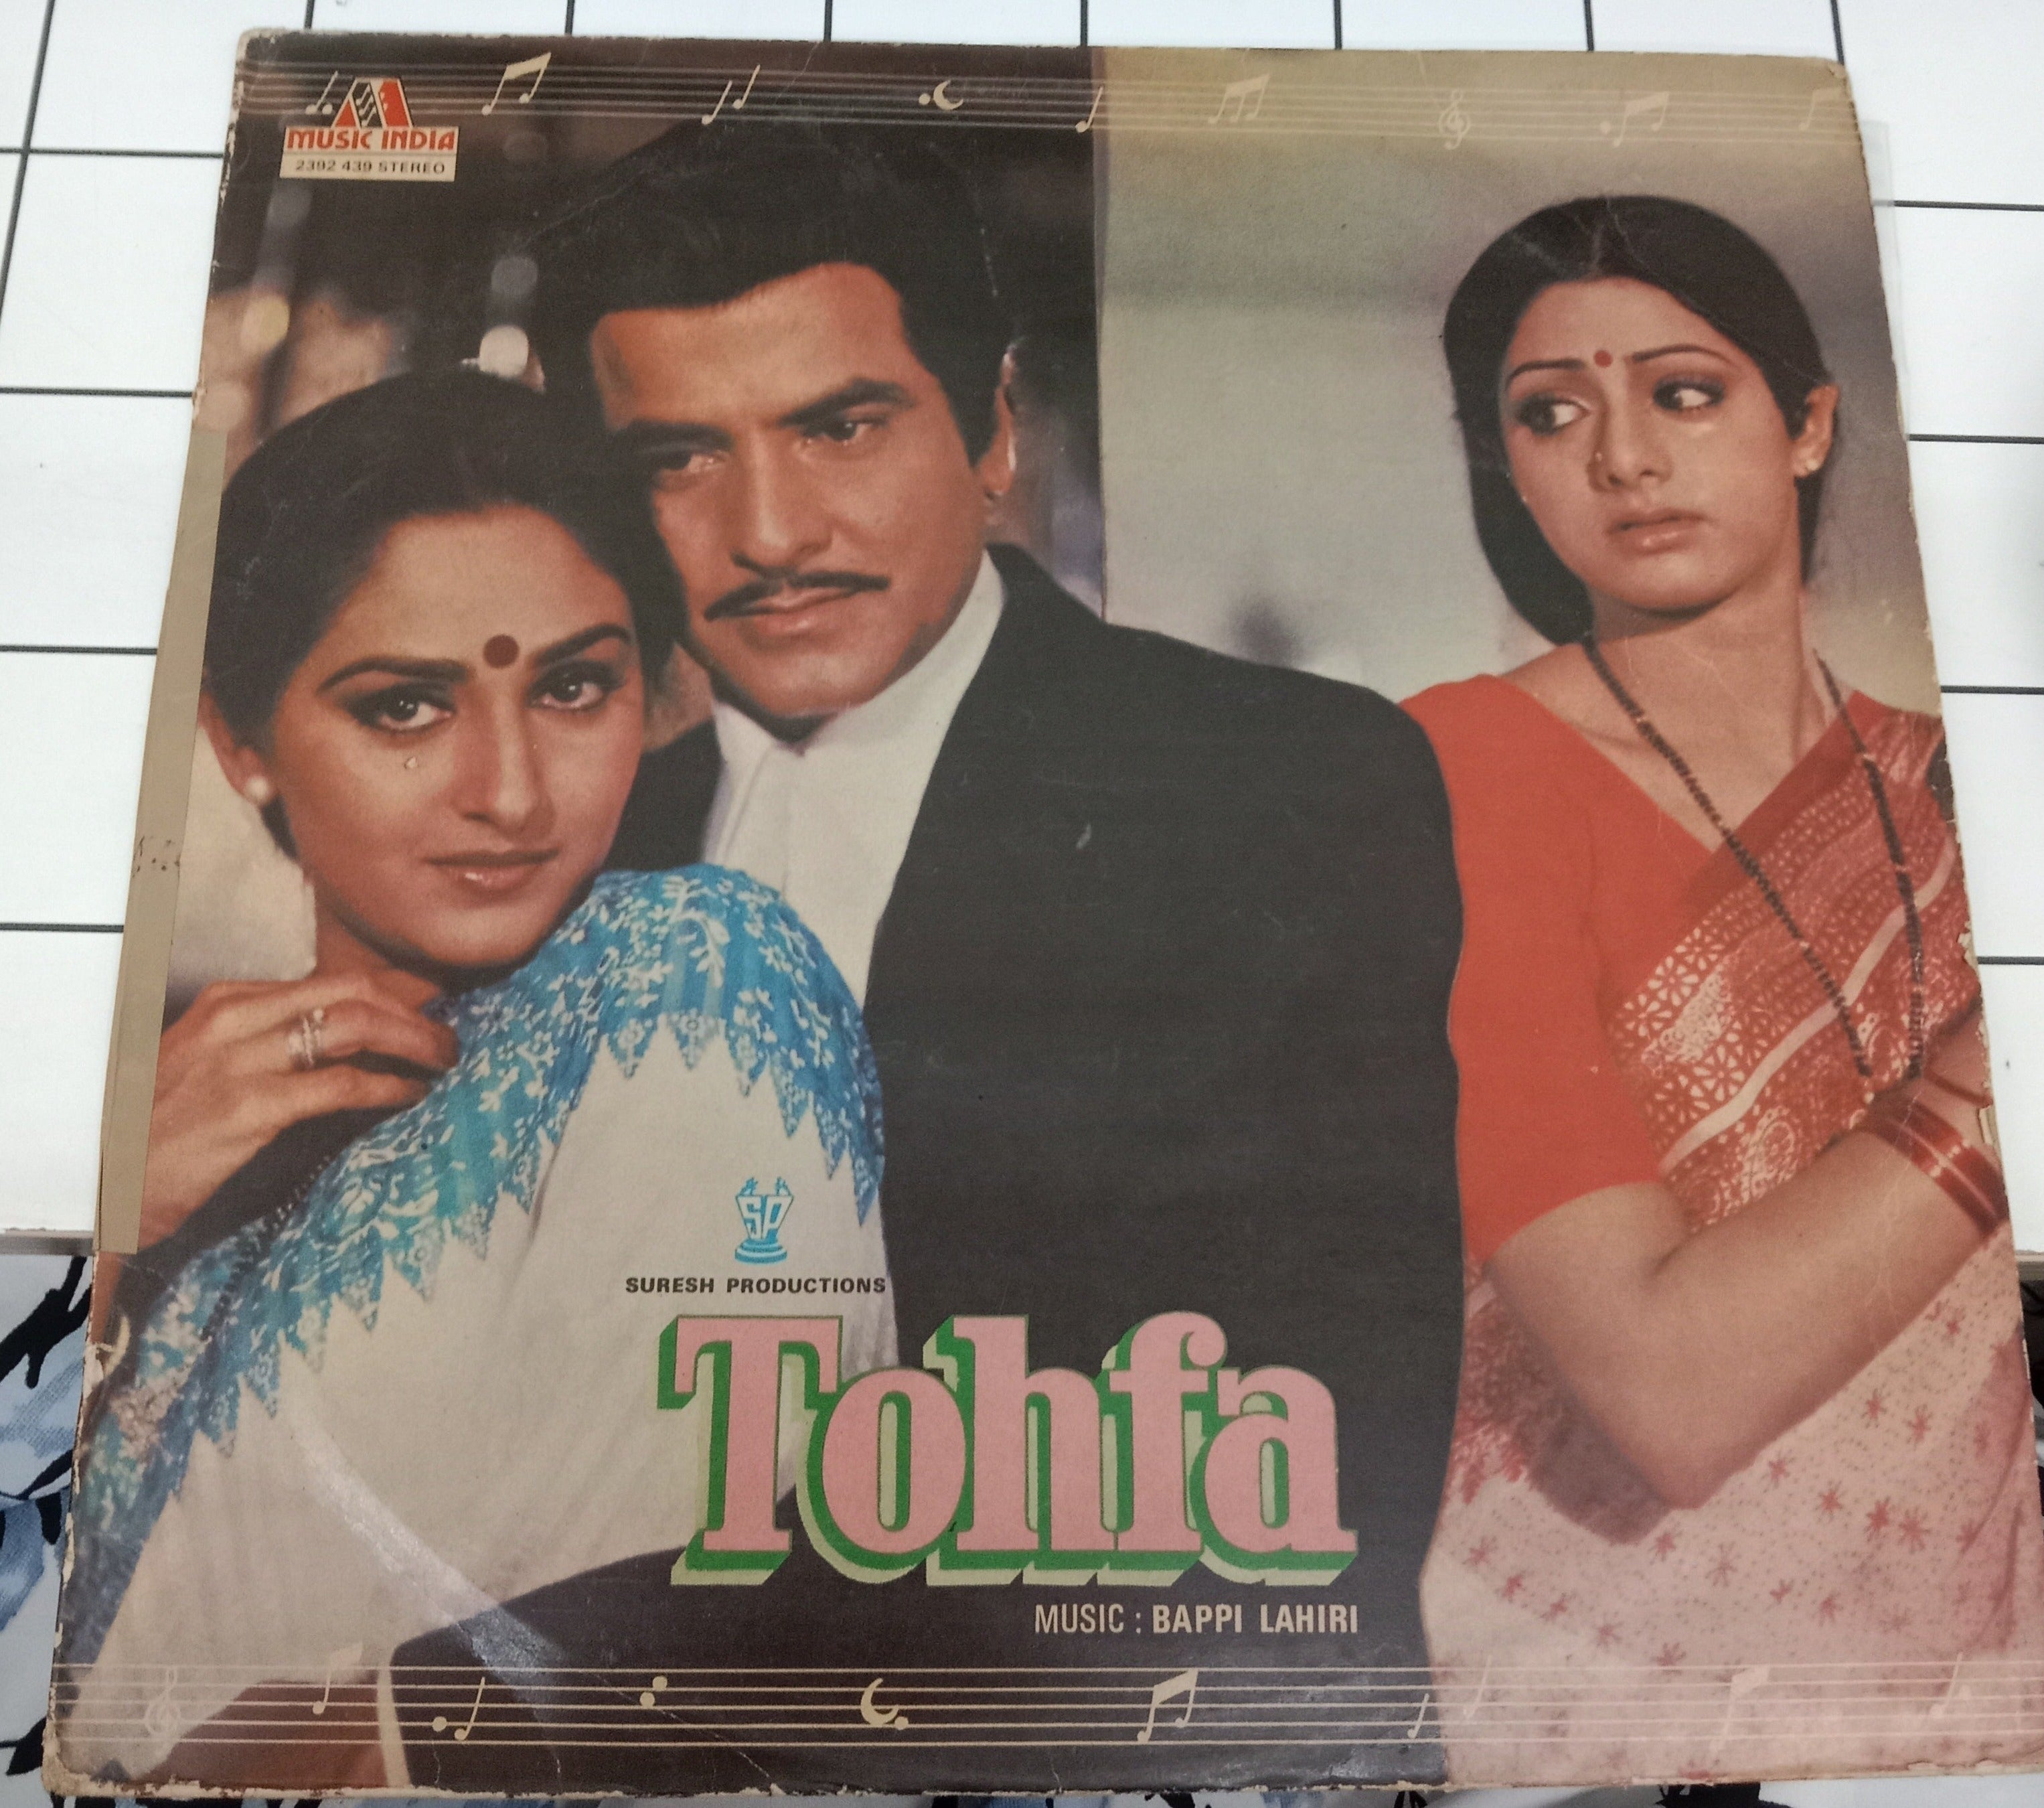 MUSIC INDIA
2392 439 STEREO
SP
SURESH PRODUCTIONS
Tohfa
MUSIC : BAPPI LAHIRI